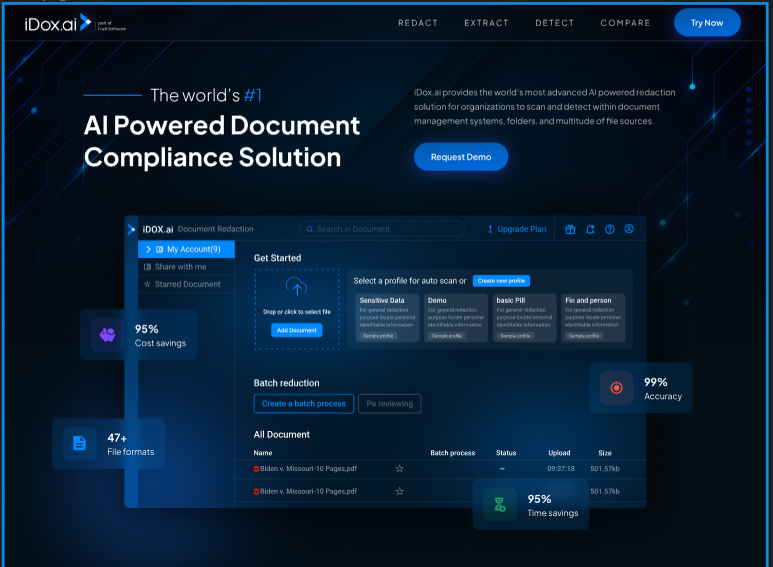 iDox.ai
part of
Foxit Software
REDACT EXTRACT DETECT COMPARE Try Now
The world's #1
AI Powered Document
Compliance Solution
iDox.ai provides the world's most advanced AI powered redaction
solution for organizations to scan and detect within document
management systems, folders, and multitude of file sources.
Request Demo
iDOX.ai Document Redaction
Search in Document
Upgrade Plan
My Account(9)
Share with me
Starred Document
Get Started
Drap or click to select file
Add Document
Select a profile for auto scan or Create new profile
Sensitive Data
For general redaction
purpose locate personal
identifiable information
Sample profile
Demo
For general redaction
purpose locate personal
identifiable information
Sample profile
basic Pill
For general redaction
purpose locate personal
identifiable information
Sample profile
Fin and person
For general redaction
purpose locate personal
identifiable information
Sample profile
95%
Cost savings
99%
Accuracy
47+
File formats
Batch reduction
Create a batch process Pa reviewing
All Document
Name Batch process Status Upload Size
Biden v. Missouri-10 Pages,pdf – 09:37:18 501.57kb
Biden v. Missouri-10 Pages,pdf 501.57kb
95%
Time savings